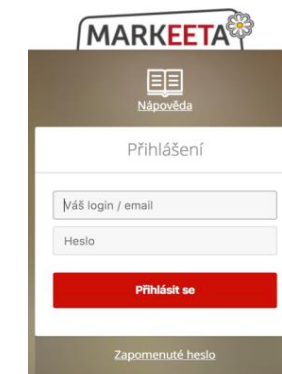 MARKEETA
Nápověda
Přihlášení
Váš login / email
Heslo
Přihlásit se
Zapomenuté heslo